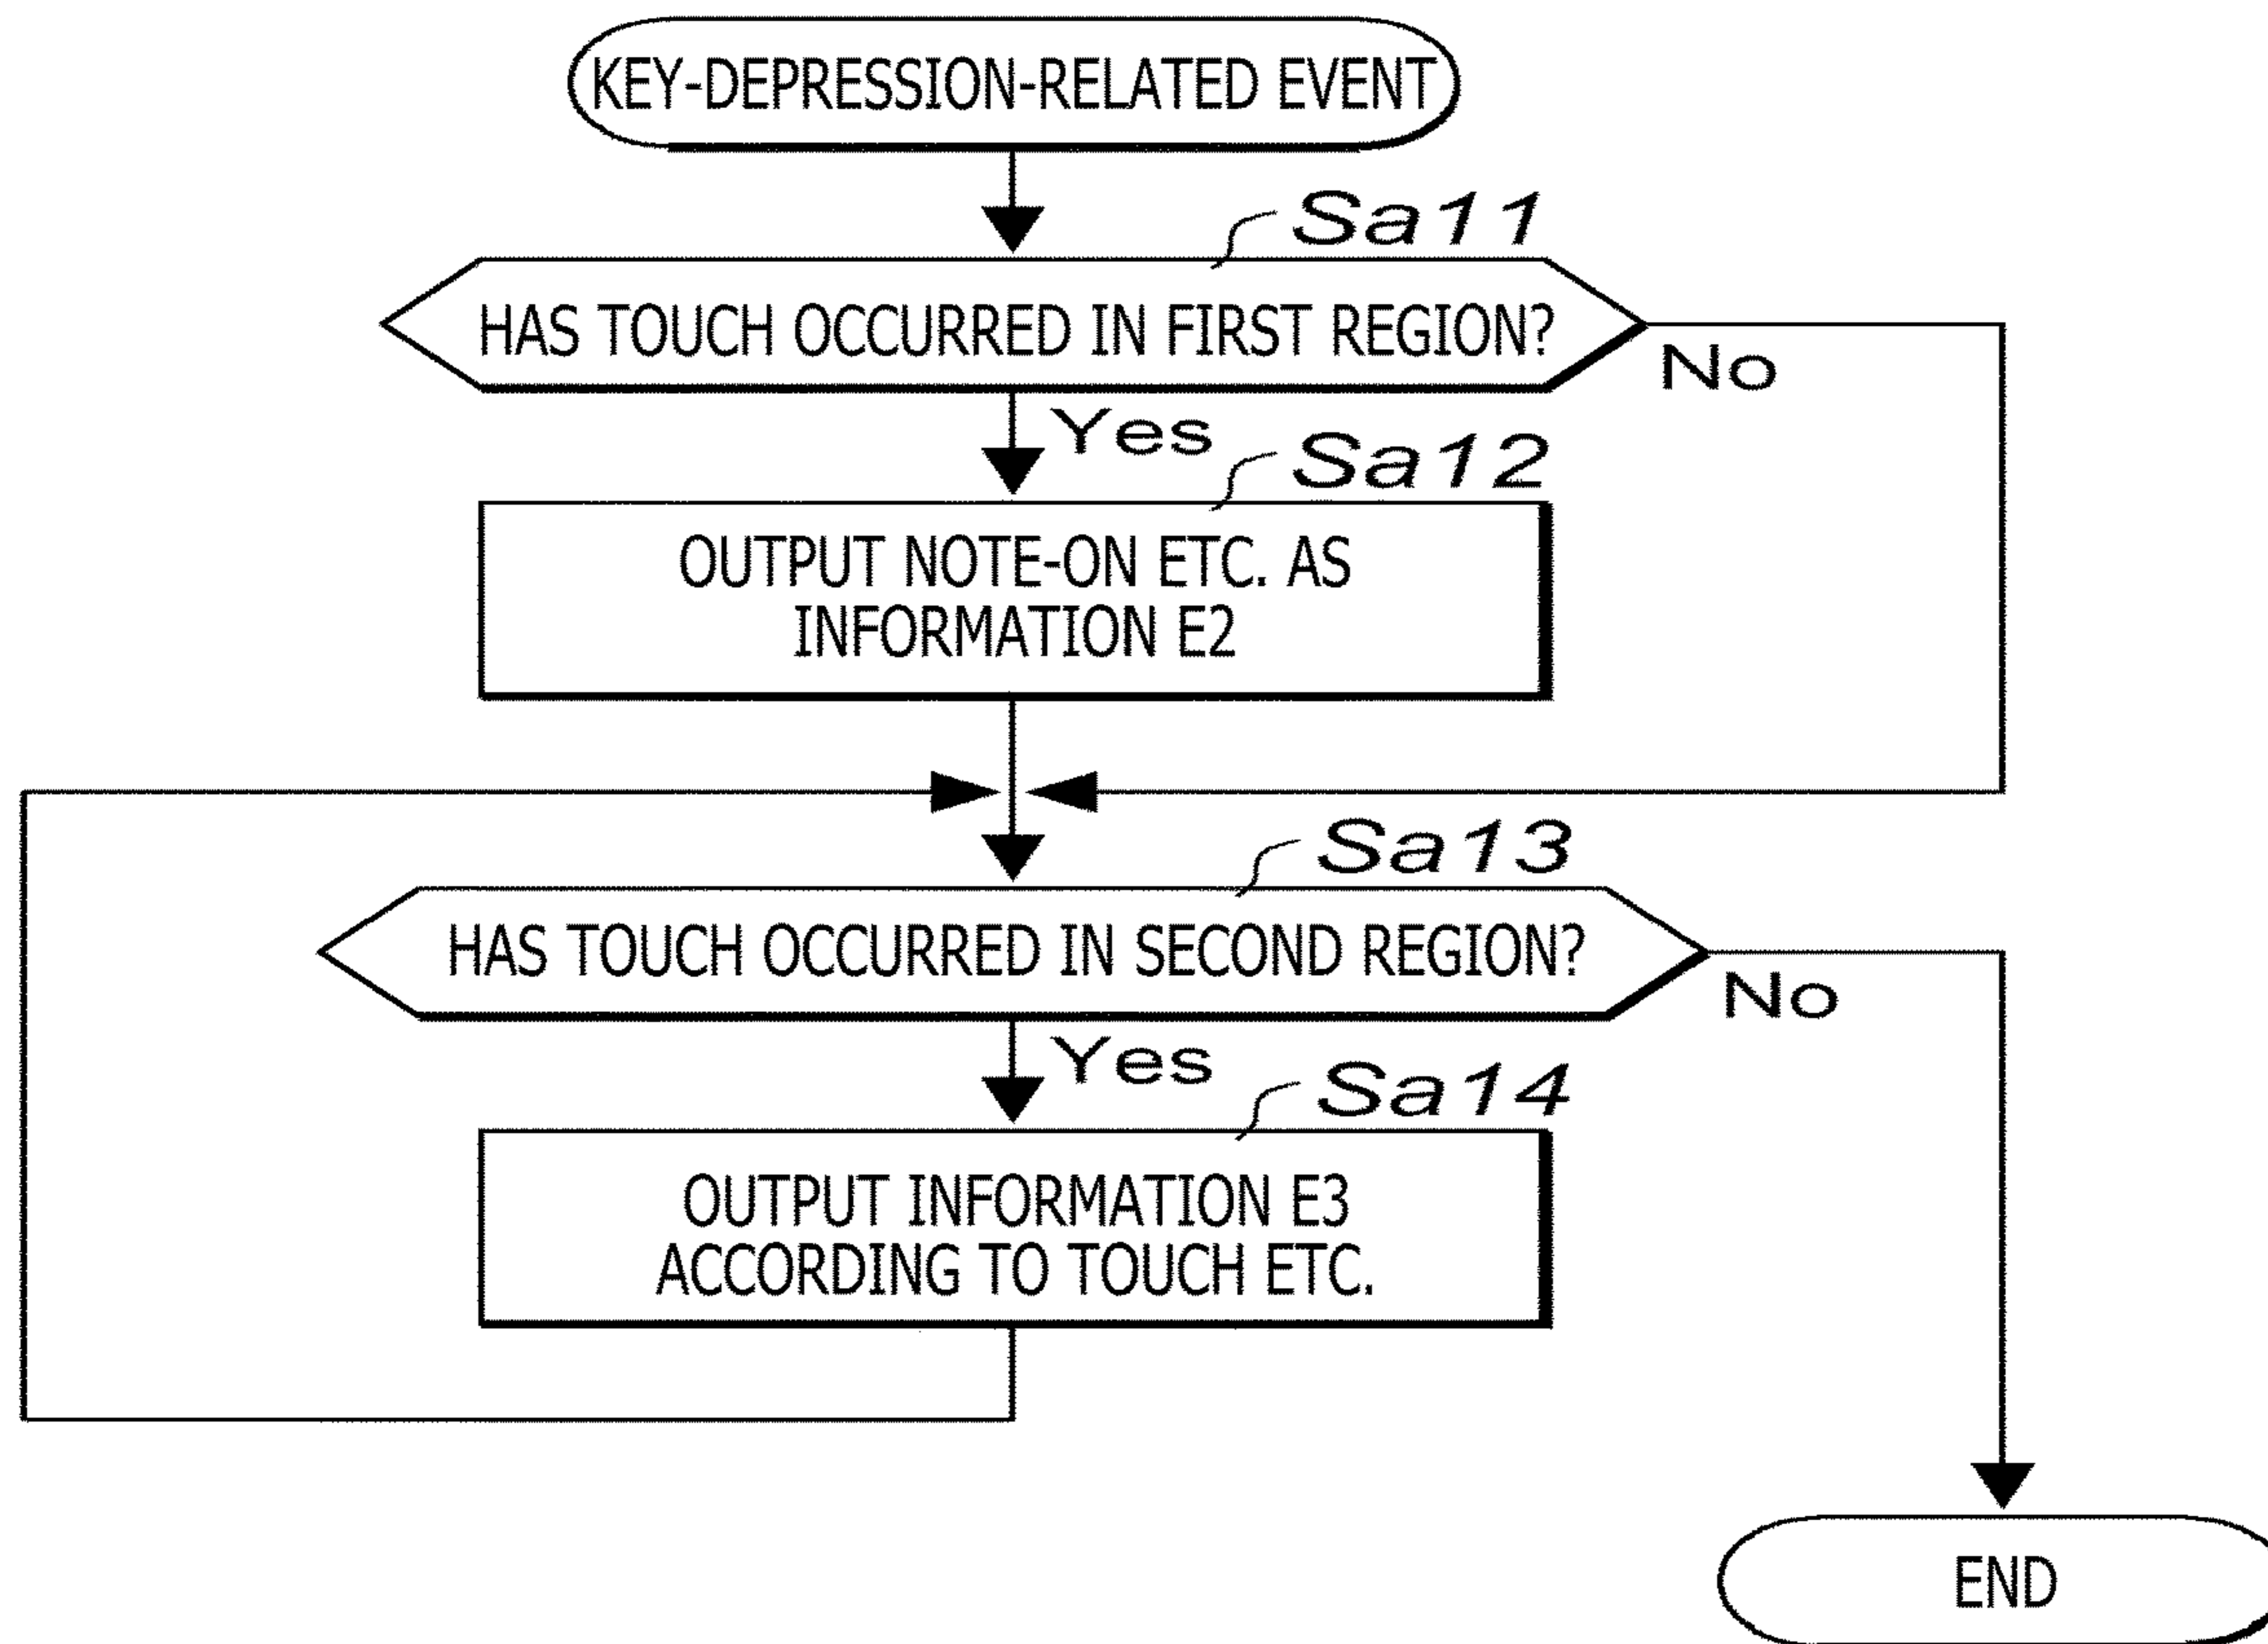 KEY-DEPRESSION-RELATED EVENT
Sa11
HAS TOUCH OCCURRED IN FIRST REGION?
No
Yes
Sa12
OUTPUT NOTE-ON ETC. AS
INFORMATION E2
Sa13
HAS TOUCH OCCURRED IN SECOND REGION?
No
Yes
Sa14
OUTPUT INFORMATION E3
ACCORDING TO TOUCH ETC.
END